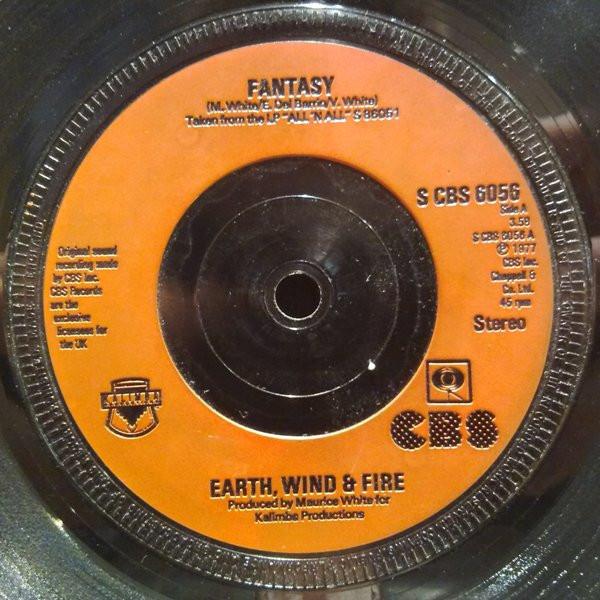 FANTASY
(M. White/E. Del Barrio/V. White)
Taken from the LP "ALL 'N ALL" S 86051
S CBS 6056
Side A
3.59
S CBS 6056 A
℗ 1977
CBS Inc.
Chappell &
Co. Ltd.
45 rpm
Stereo
Original sound
recording made
by CBS Inc.
CBS Records
are the
exclusive
licensees for
the UK
CBS
EARTH, WIND & FIRE
Produced by Maurice White for
Kalimba Productions